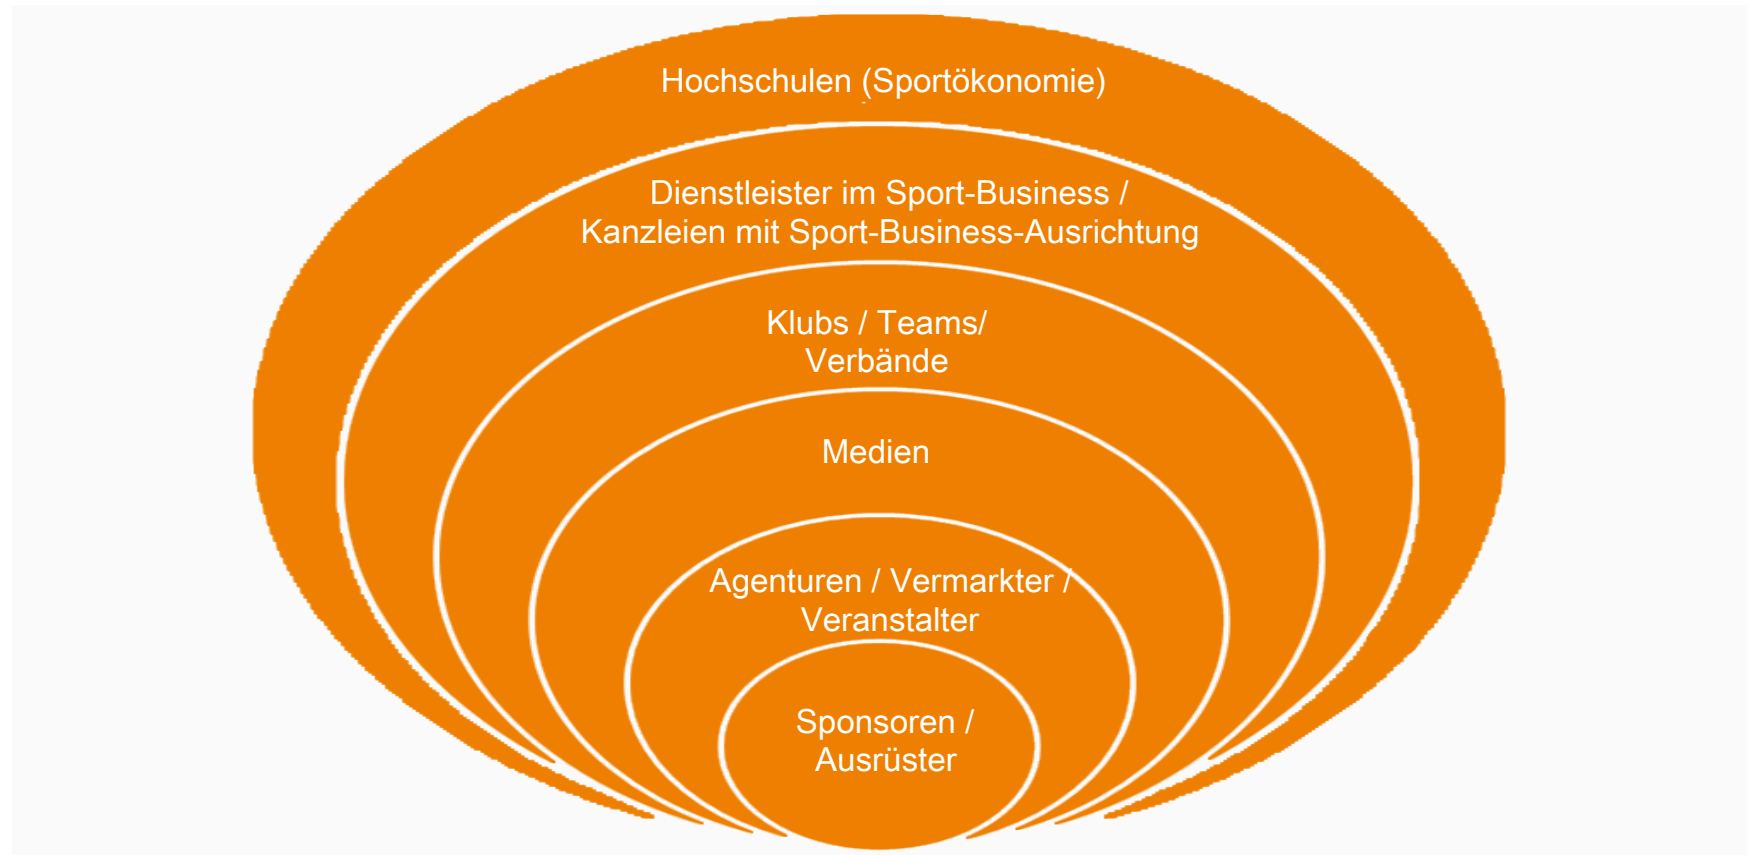 Hochschulen (Sportökonomie)
Dienstleister im Sport-Business /
Kanzleien mit Sport-Business-Ausrichtung
Klubs / Teams/
Verbände
Medien
Agenturen / Vermarkter /
Veranstalter
Sponsoren /
Ausrüster